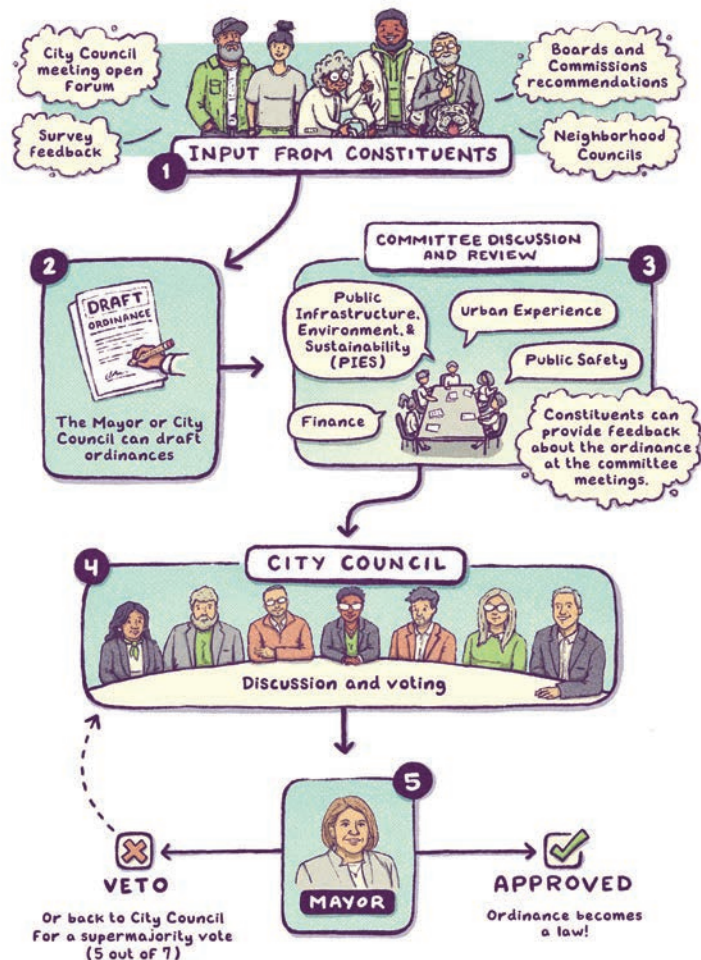 City Council
meeting open
Forum
Survey
feedback
Boards and
Commissions
recommendations
Neighborhood
Councils
1
INPUT FROM CONSTITUENTS
2
DRAFT
ORDINANCE
The Mayor or City
Council can draft
ordinances
COMMITTEE DISCUSSION
AND REVIEW
3
Public
Infrastructure,
Environment, &
Sustainability
(PIES)
Urban Experience
Public Safety
Finance
Constituents can
provide feedback
about the ordinance
at the committee
meetings.
4
CITY COUNCIL
Discussion and voting
5
MAYOR
VETO
Or back to City Council
For a supermajority vote
(5 out of 7)
APPROVED
Ordinance becomes
a law!